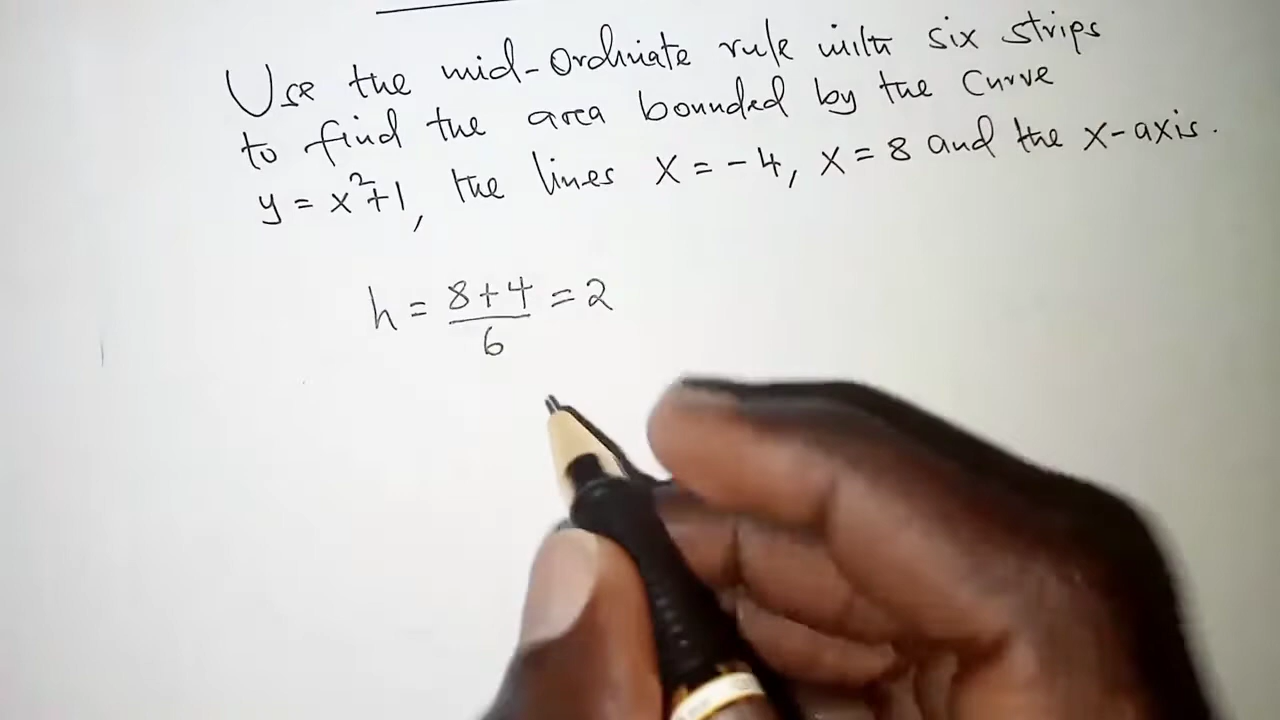 Use the mid-Ordinate rule with six strips
to find the area bounded by the Curve
y = x²+1, the lines x = -4, x = 8 and the x-axis.
h = 8+4/6 = 2